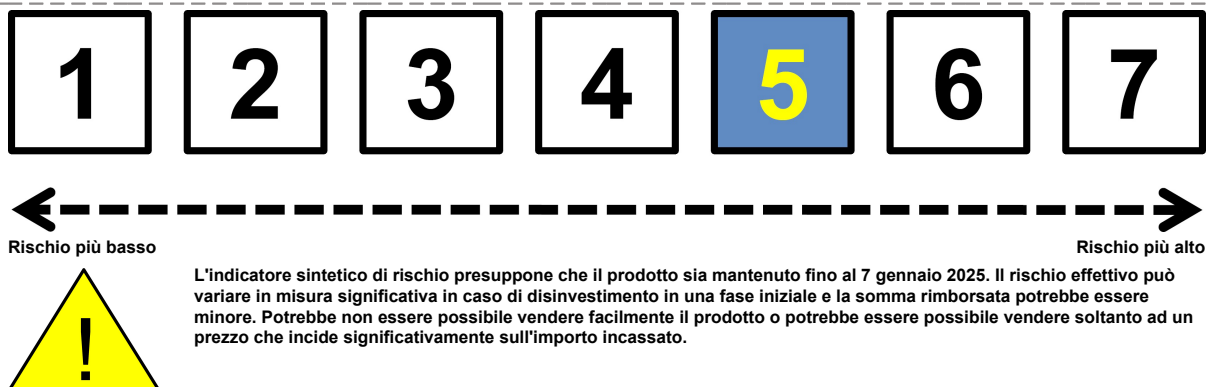 1 2 3 4 5 6 7
Rischio più basso Rischio più alto
L'indicatore sintetico di rischio presuppone che il prodotto sia mantenuto fino al 7 gennaio 2025. Il rischio effettivo può
variare in misura significativa in caso di disinvestimento in una fase iniziale e la somma rimborsata potrebbe essere
minore. Potrebbe non essere possibile vendere facilmente il prodotto o potrebbe essere possibile vendere soltanto ad un
prezzo che incide significativamente sull'importo incassato.
!